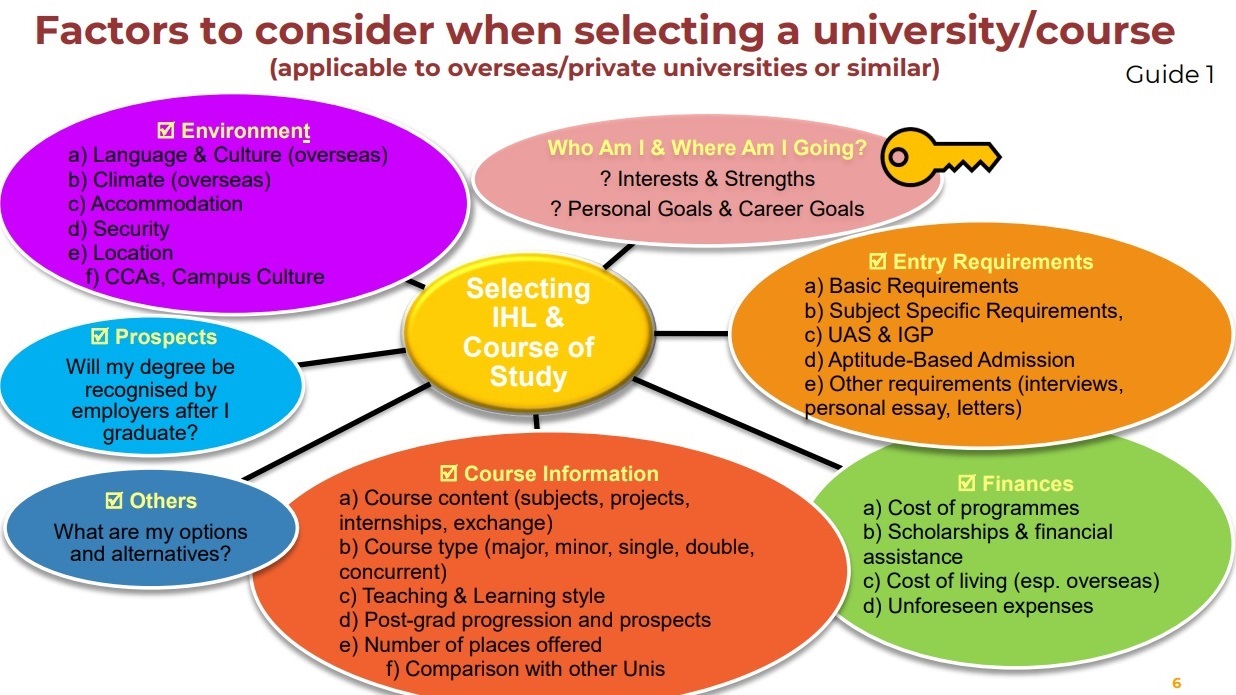 Factors to consider when selecting a university/course
(applicable to overseas/private universities or similar)
Guide 1
☑ Environment
a) Language & Culture (overseas)
b) Climate (overseas)
c) Accommodation
d) Security
e) Location
f) CCAs, Campus Culture
Who Am I & Where Am I Going?
? Interests & Strengths
? Personal Goals & Career Goals
Selecting
IHL &
Course of
Study
☑ Entry Requirements
a) Basic Requirements
b) Subject Specific Requirements,
c) UAS & IGP
d) Aptitude-Based Admission
e) Other requirements (interviews,
personal essay, letters)
☑ Prospects
Will my degree be
recognised by
employers after I
graduate?
☑ Others
What are my options
and alternatives?
☑ Course Information
a) Course content (subjects, projects,
internships, exchange)
b) Course type (major, minor, single, double,
concurrent)
c) Teaching & Learning style
d) Post-grad progression and prospects
e) Number of places offered
f) Comparison with other Unis
☑ Finances
a) Cost of programmes
b) Scholarships & financial
assistance
c) Cost of living (esp. overseas)
d) Unforeseen expenses
6